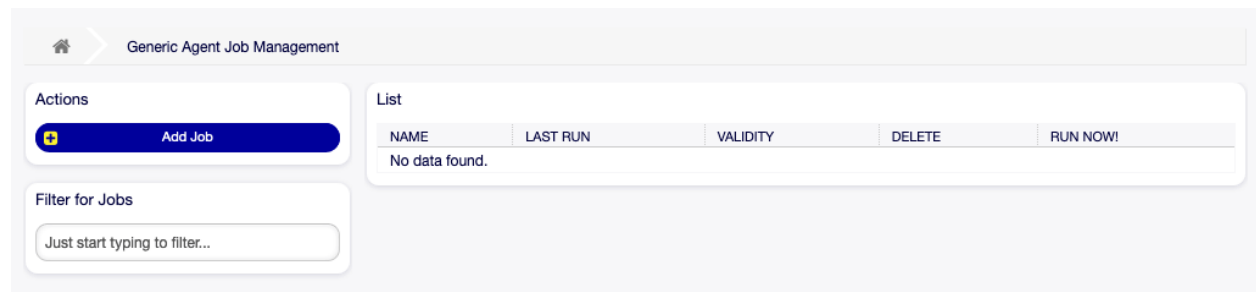 Generic Agent Job Management
Actions
Add Job
Filter for Jobs
Just start typing to filter...
List
NAME LAST RUN VALIDITY DELETE RUN NOW!
No data found.